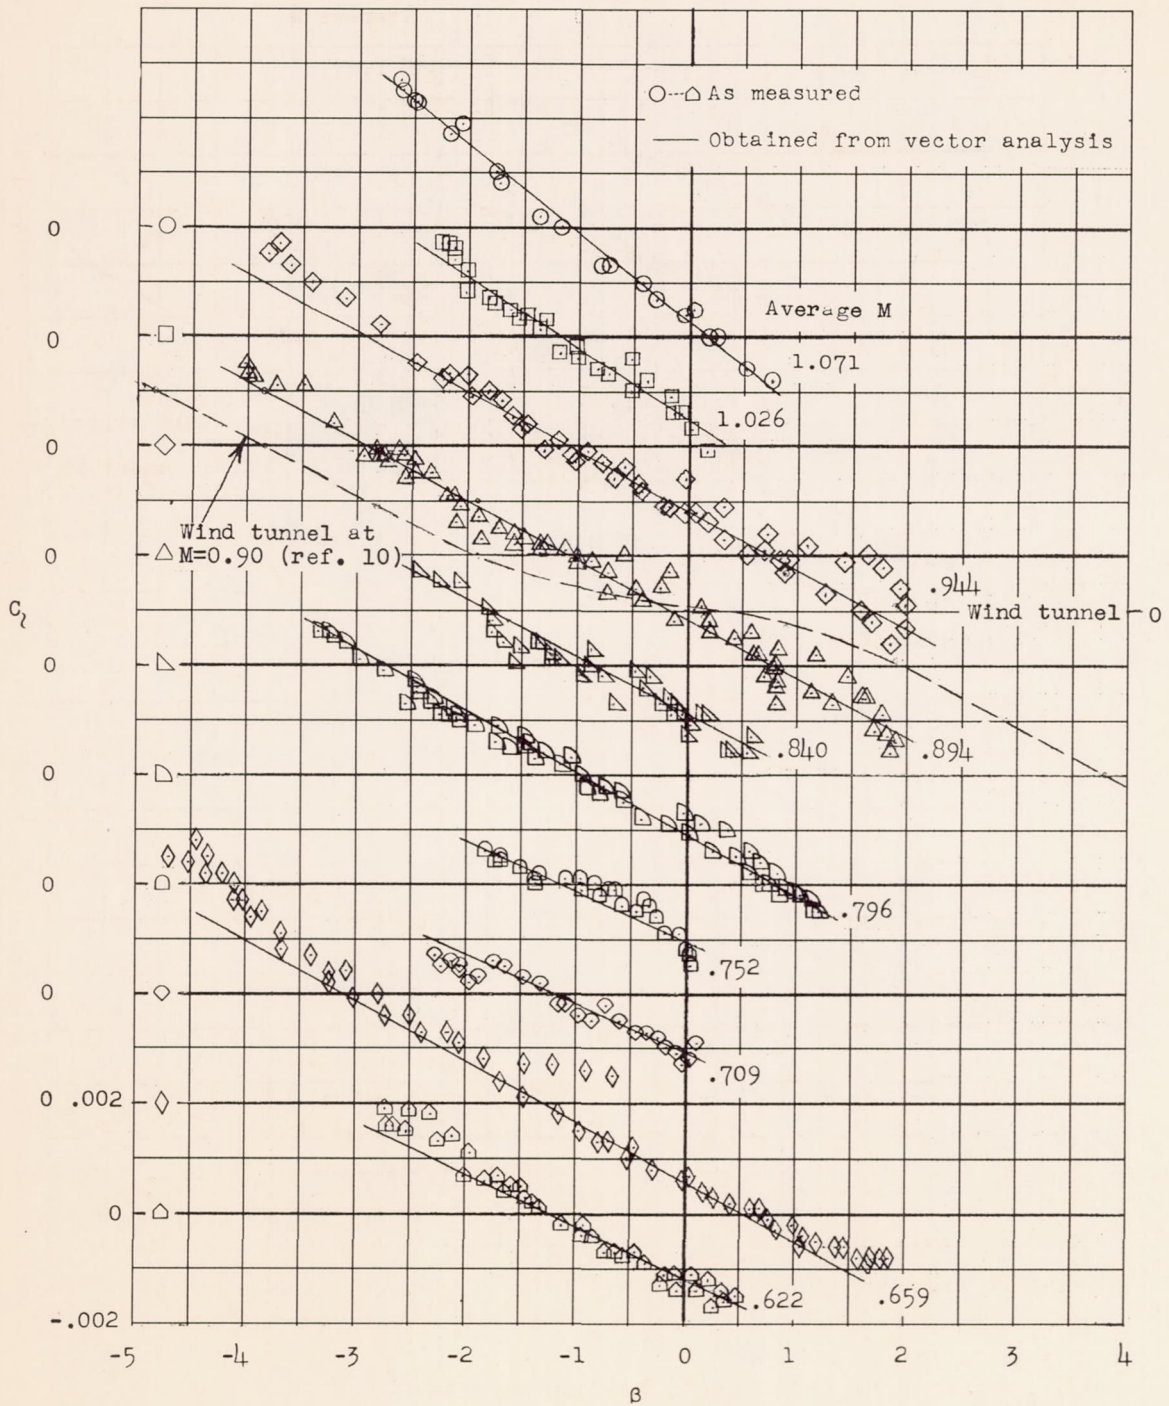 As measured
Obtained from vector analysis
0
Average M
0
1.071
1.026
0
Wind tunnel at
M=0.90 (ref. 10)
0
.944
Wind tunnel 0
C_l
0
.840
.894
0
0
.796
.752
0
.709
0 .002
0
.622
.659
-.002
-5 -4 -3 -2 -1 0 1 2 3 4
β